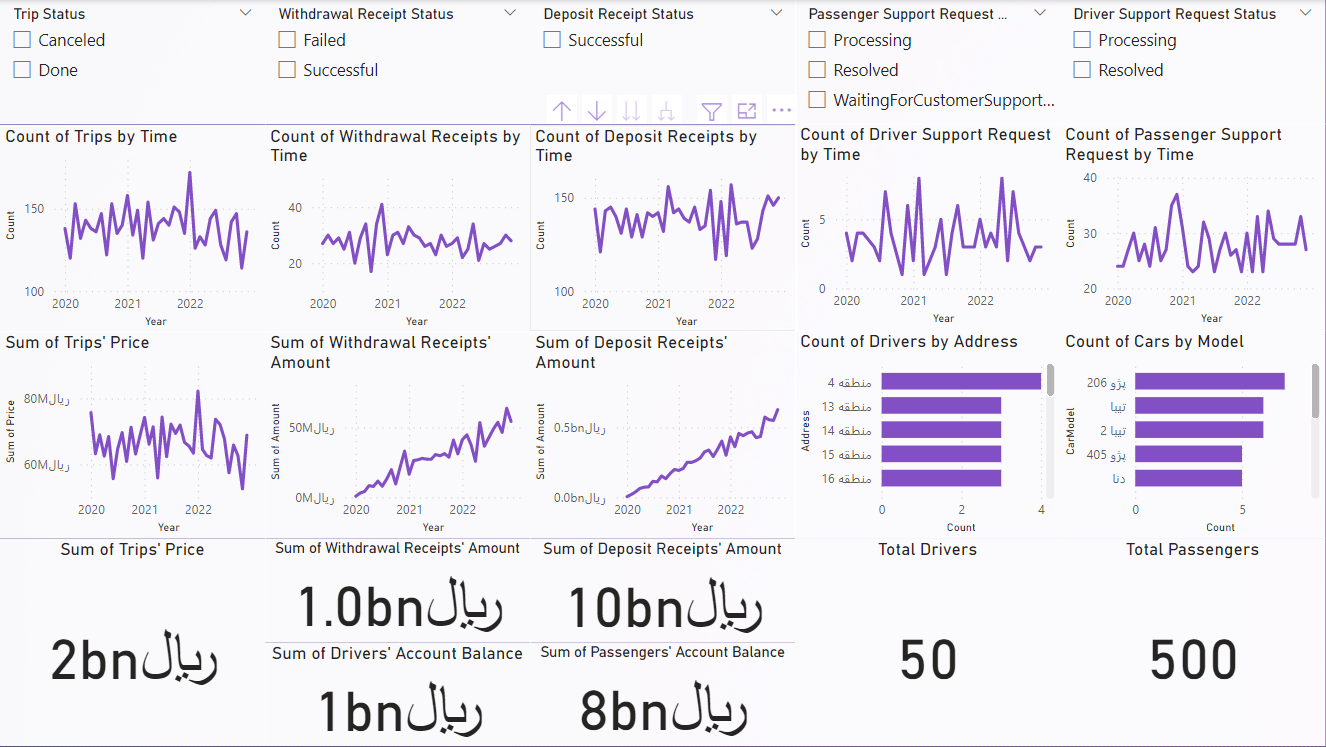 Trip Status
Canceled
Done
Withdrawal Receipt Status
Failed
Successful
Deposit Receipt Status
Successful
Passenger Support Request ...
Processing
Resolved
WaitingForCustomerSupport...
Driver Support Request Status
Processing
Resolved
Count of Trips by Time
Count
150
100
2020 2021 2022
Year
Count of Withdrawal Receipts by
Time
Count
40
20
2020 2021 2022
Year
Count of Deposit Receipts by
Time
Count
150
100
2020 2021 2022
Year
Count of Driver Support Request
by Time
Count
5
0
2020 2021 2022
Year
Count of Passenger Support
Request by Time
Count
40
30
20
2020 2021 2022
Year
Sum of Trips' Price
Sum of Price
80Mریال
60Mریال
2020 2021 2022
Year
Sum of Withdrawal Receipts'
Amount
Sum of Amount
50Mریال
0Mریال
2020 2021 2022
Year
Sum of Deposit Receipts'
Amount
Sum of Amount
0.5bnریال
0.0bnریال
2020 2021 2022
Year
Count of Drivers by Address
Address
منطقه 4
منطقه 13
منطقه 14
منطقه 15
منطقه 16
0 2 4
Count
Count of Cars by Model
CarModel
پژو 206
تیبا
تیبا 2
پژو 405
دنا
0 5
Count
Sum of Trips' Price
2bnریال
Sum of Withdrawal Receipts' Amount
1.0bnریال
Sum of Drivers' Account Balance
1bnریال
Sum of Deposit Receipts' Amount
10bnریال
Sum of Passengers' Account Balance
8bnریال
Total Drivers
50
Total Passengers
500